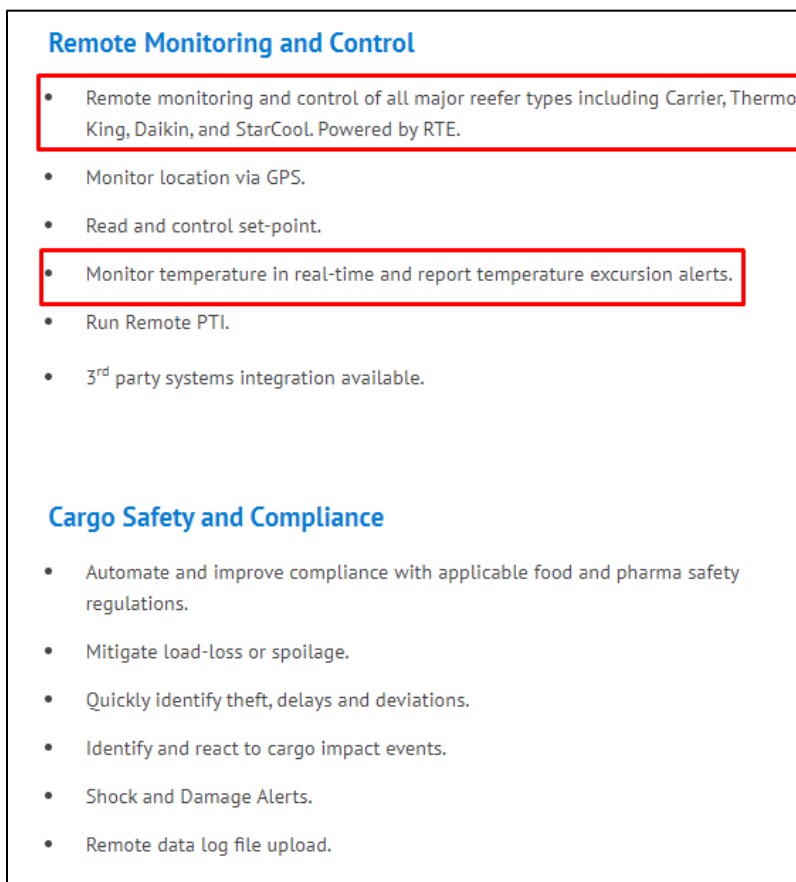 Remote Monitoring and Control
• Remote monitoring and control of all major reefer types including Carrier, Thermo
King, Daikin, and StarCool. Powered by RTE.
• Monitor location via GPS.
• Read and control set-point.
• Monitor temperature in real-time and report temperature excursion alerts.
• Run Remote PTI.
• 3rd party systems integration available.
Cargo Safety and Compliance
• Automate and improve compliance with applicable food and pharma safety
regulations.
• Mitigate load-loss or spoilage.
• Quickly identify theft, delays and deviations.
• Identify and react to cargo impact events.
• Shock and Damage Alerts.
• Remote data log file upload.